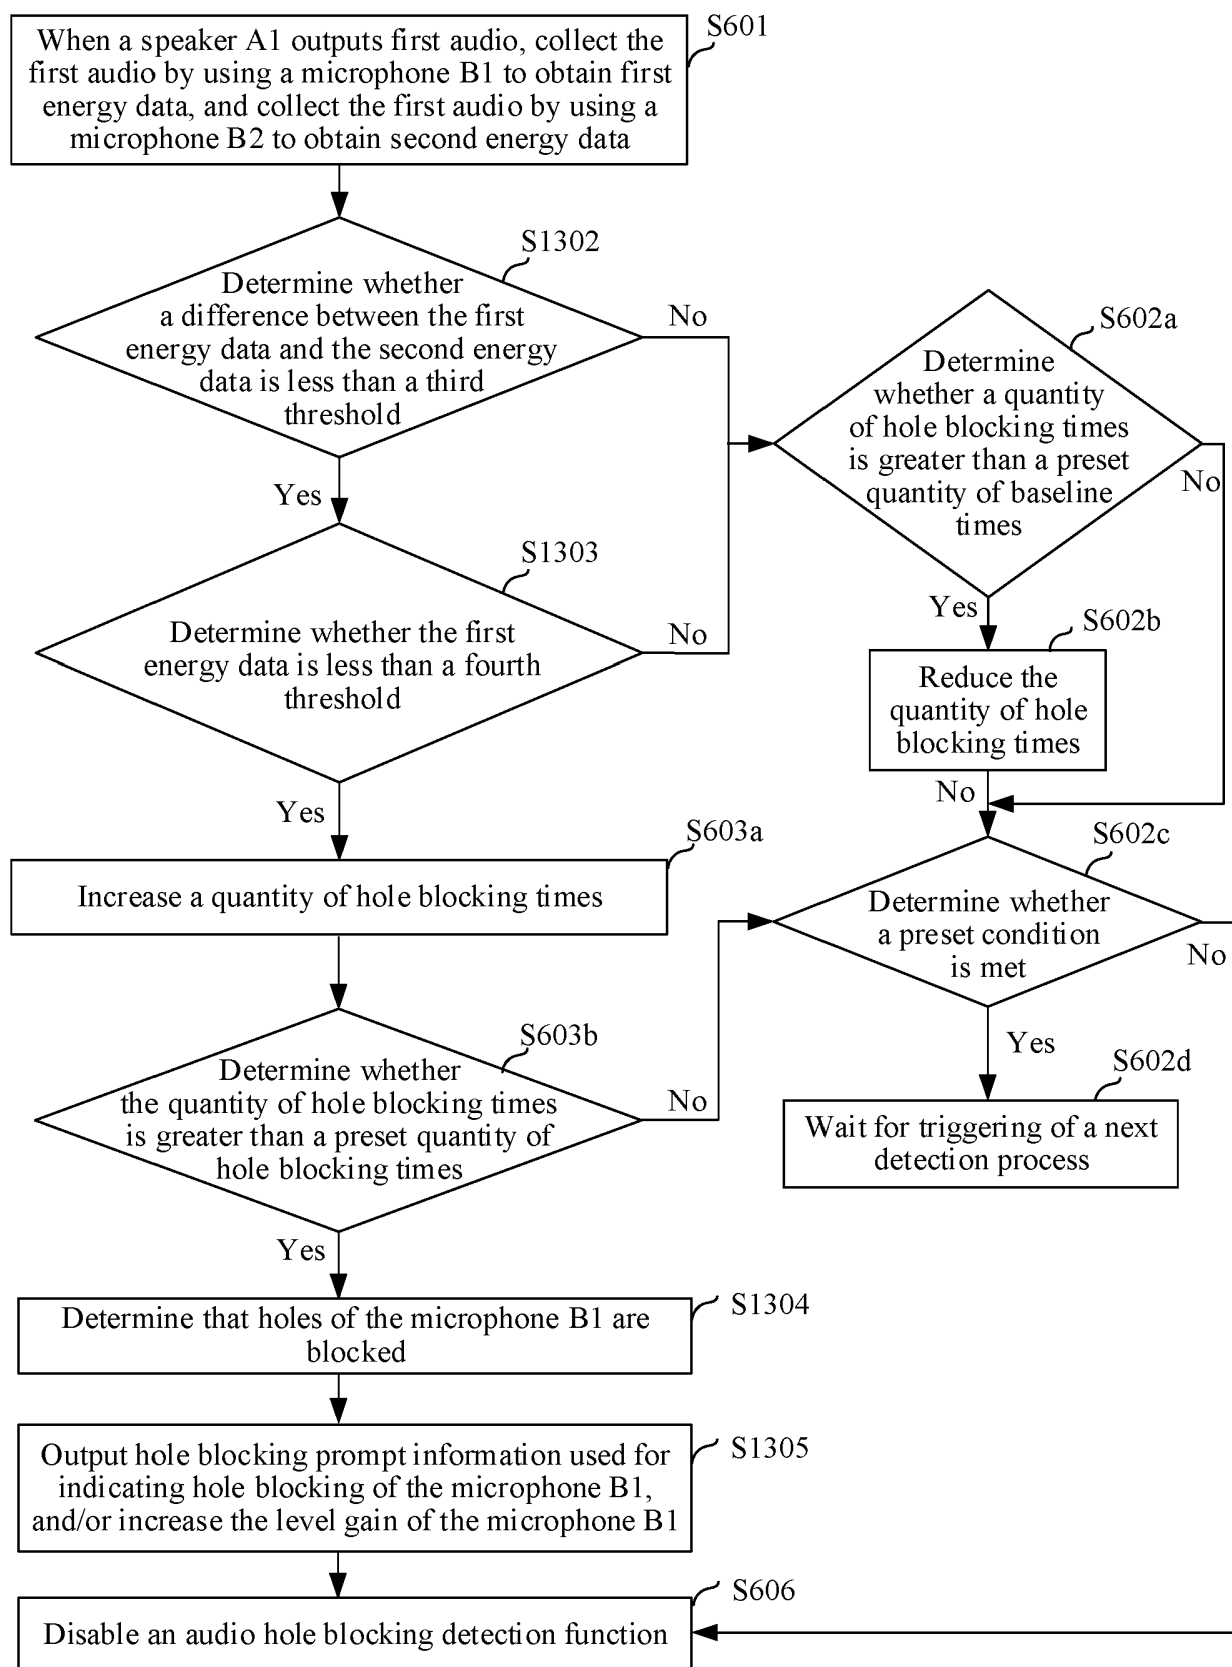 When a speaker A1 outputs first audio, collect the
first audio by using a microphone B1 to obtain first
energy data, and collect the first audio by using a
microphone B2 to obtain second energy data
S601
S1302
Determine whether
a difference between the first
energy data and the second energy
data is less than a third
threshold
No
Yes
S1303
Determine whether the first
energy data is less than a fourth
threshold
No
Yes
S602a
Determine
whether a quantity
of hole blocking times
is greater than a preset
quantity of baseline
times
No
Yes
S602b
Reduce the
quantity of hole
blocking times
No
S603a
Increase a quantity of hole blocking times
S602c
Determine whether
a preset condition
is met
No
Yes
S603b
Determine whether
the quantity of hole blocking times
is greater than a preset quantity of
hole blocking times
No
Yes
S602d
Wait for triggering of a next
detection process
S1304
Determine that holes of the microphone B1 are
blocked
S1305
Output hole blocking prompt information used for
indicating hole blocking of the microphone B1,
and/or increase the level gain of the microphone B1
S606
Disable an audio hole blocking detection function